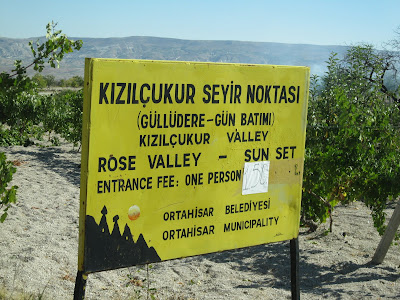 KIZILÇUKUR SEYİR NOKTASI
(GÜLLÜDERE-GÜN BATIMI)
KIZILÇUKUR VALLEY
ROSE VALLEY - SUN SET
ENTRANCE FEE: ONE PERSON
ORTAHİSAR BELEDİYESİ
ORTAHİSAR MUNICIPALITY